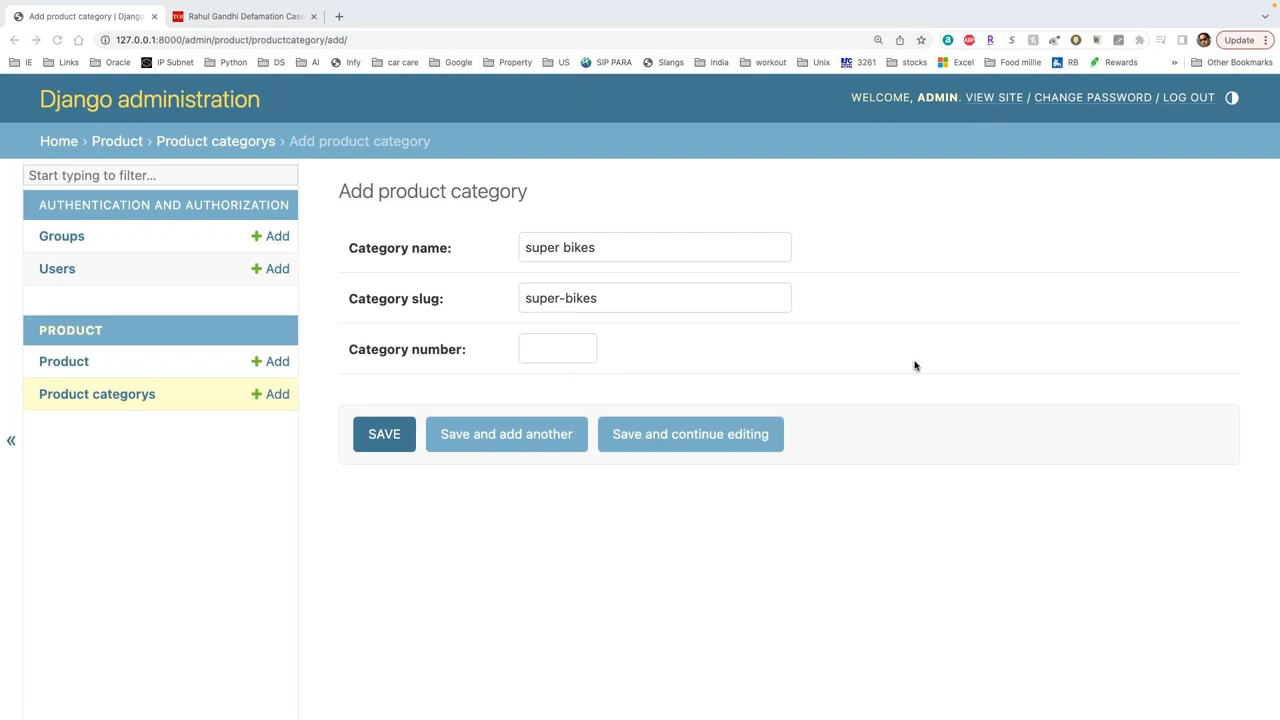 Add product category | Django
Rahul Gandhi Defamation Case
127.0.0.1:8000/admin/product/productcategory/add/
Update
IE Links Oracle IP Subnet Python DS AI Infy car care Google Property US SIP PARA Slangs India workout Unix 3261 stocks Excel Food millie RB Rewards » Other Bookmarks
Django administration
WELCOME, ADMIN. VIEW SITE / CHANGE PASSWORD / LOG OUT
Home › Product › Product categorys › Add product category
Start typing to filter...
AUTHENTICATION AND AUTHORIZATION
Groups + Add
Users + Add
PRODUCT
Product + Add
Product categorys + Add
«
Add product category
Category name: super bikes
Category slug: super-bikes
Category number:
SAVE Save and add another Save and continue editing